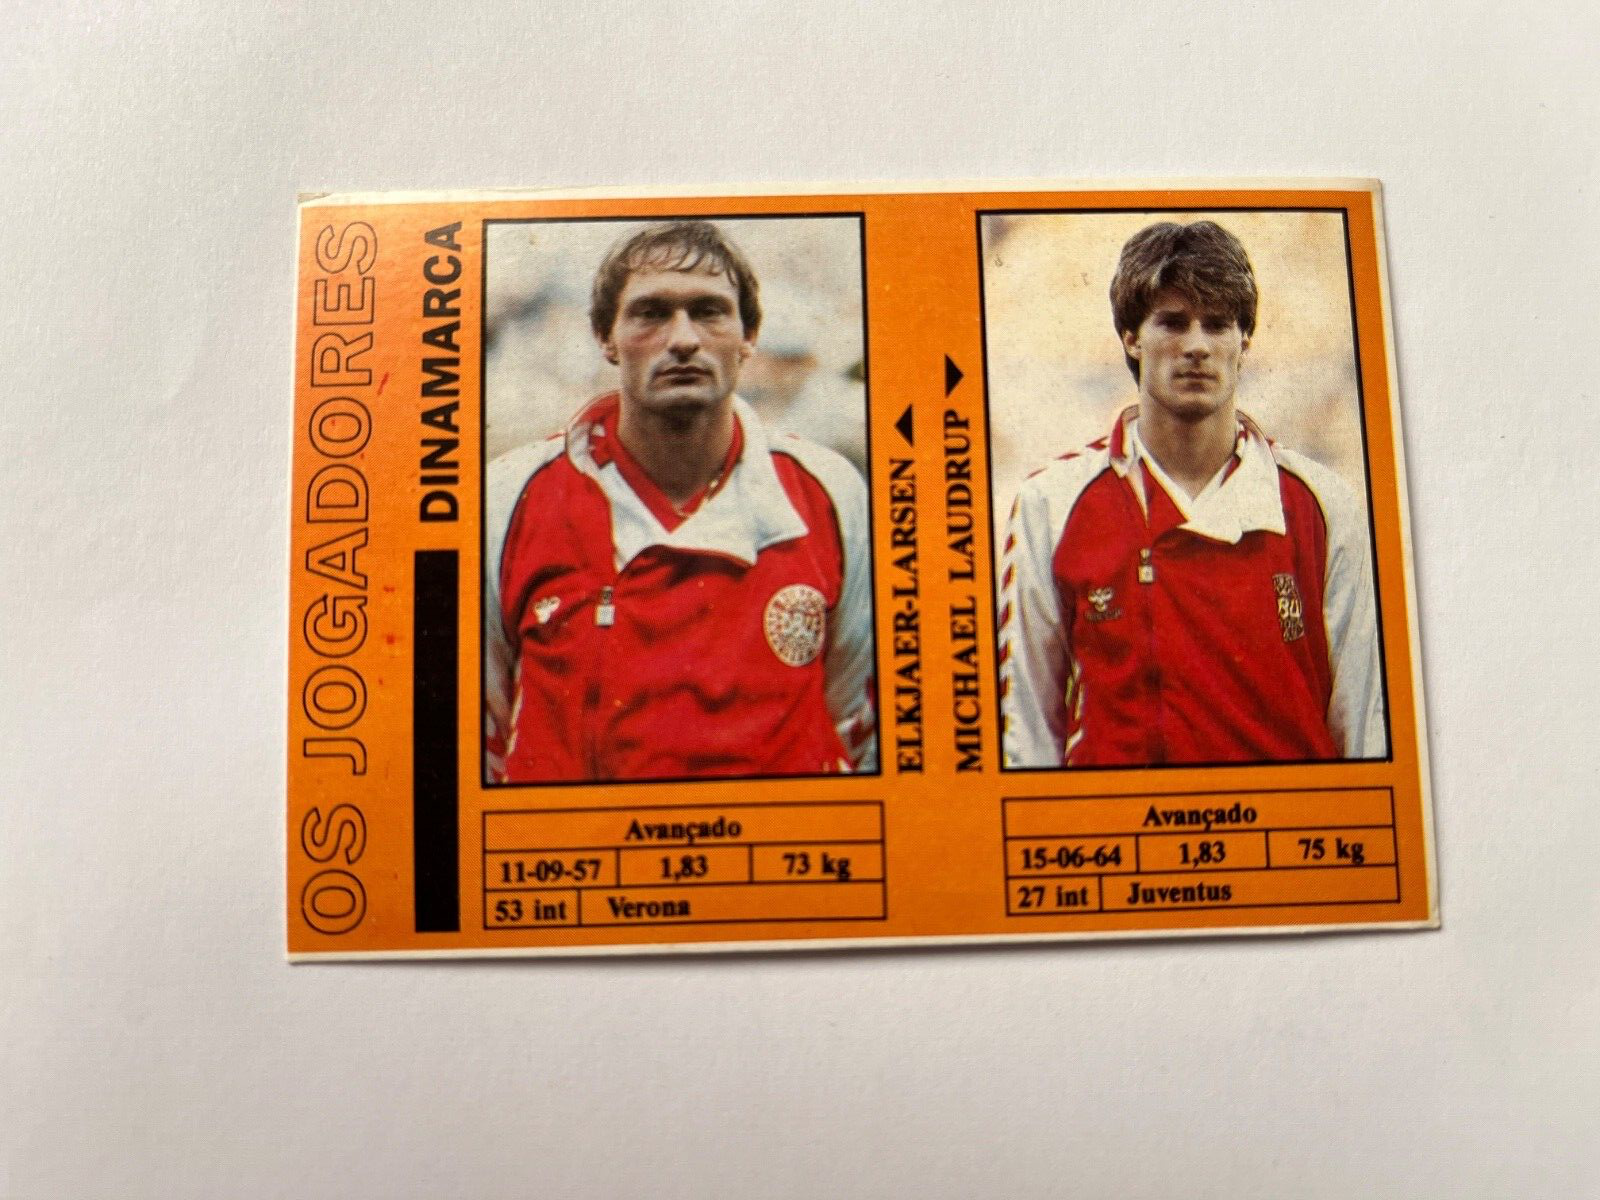 OS JOGADORES
DINAMARCA
ELKJAER-LARSEN ▲
MICHAEL LAUDRUP ▼
Avançado
11-09-57 1,83 73 kg
53 int Verona
Avançado
15-06-64 1,83 75 kg
27 int Juventus